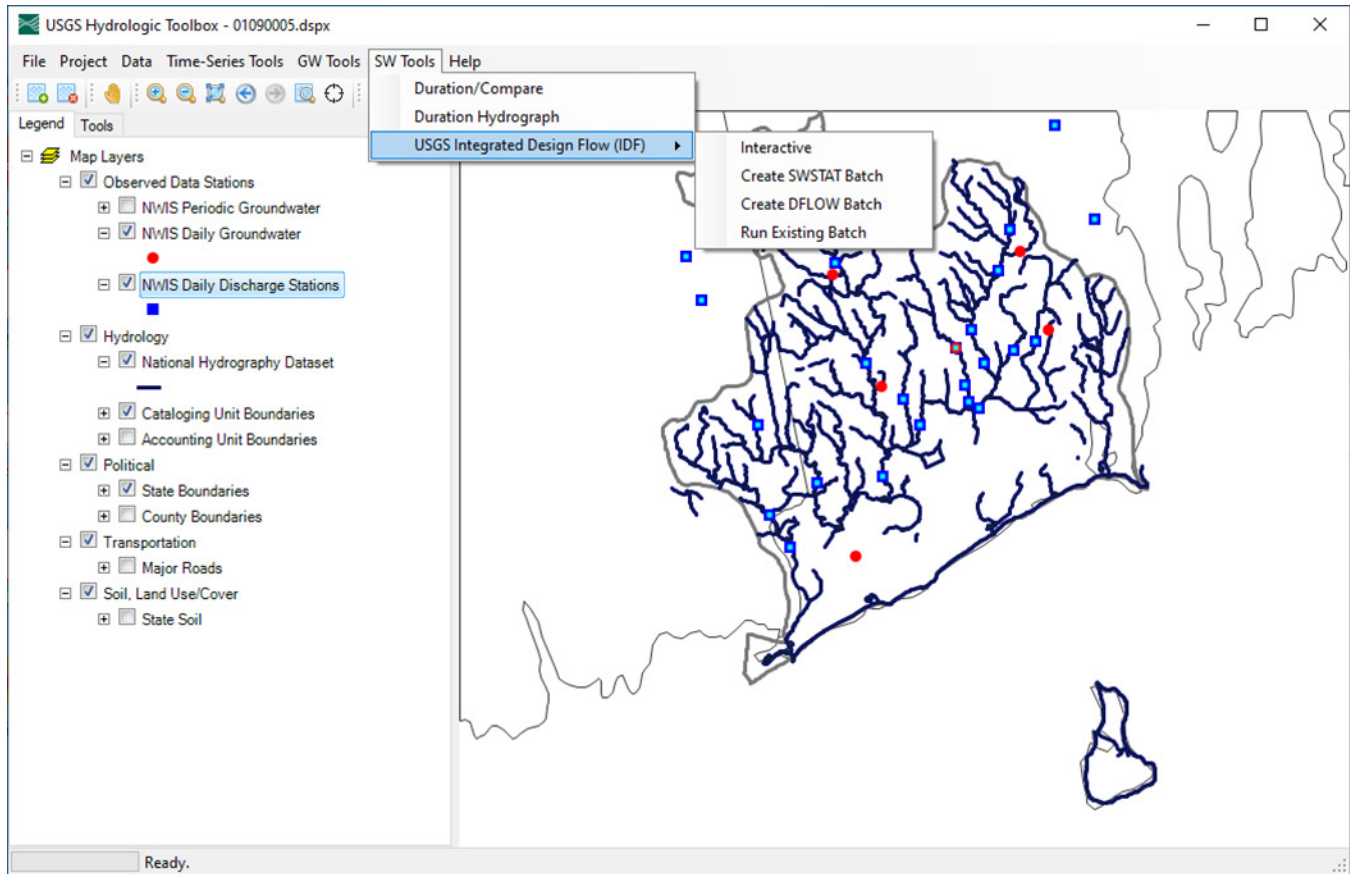 USGS Hydrologic Toolbox - 01090005.dspx
File Project Data Time-Series Tools GW Tools SW Tools Help
Duration/Compare
Duration Hydrograph
USGS Integrated Design Flow (IDF)
Interactive
Create SWSTAT Batch
Create DFLOW Batch
Run Existing Batch
Legend Tools
Map Layers
Observed Data Stations
NWIS Periodic Groundwater
NWIS Daily Groundwater
NWIS Daily Discharge Stations
Hydrology
National Hydrography Dataset
Cataloging Unit Boundaries
Accounting Unit Boundaries
Political
State Boundaries
County Boundaries
Transportation
Major Roads
Soil, Land Use/Cover
State Soil
Ready.